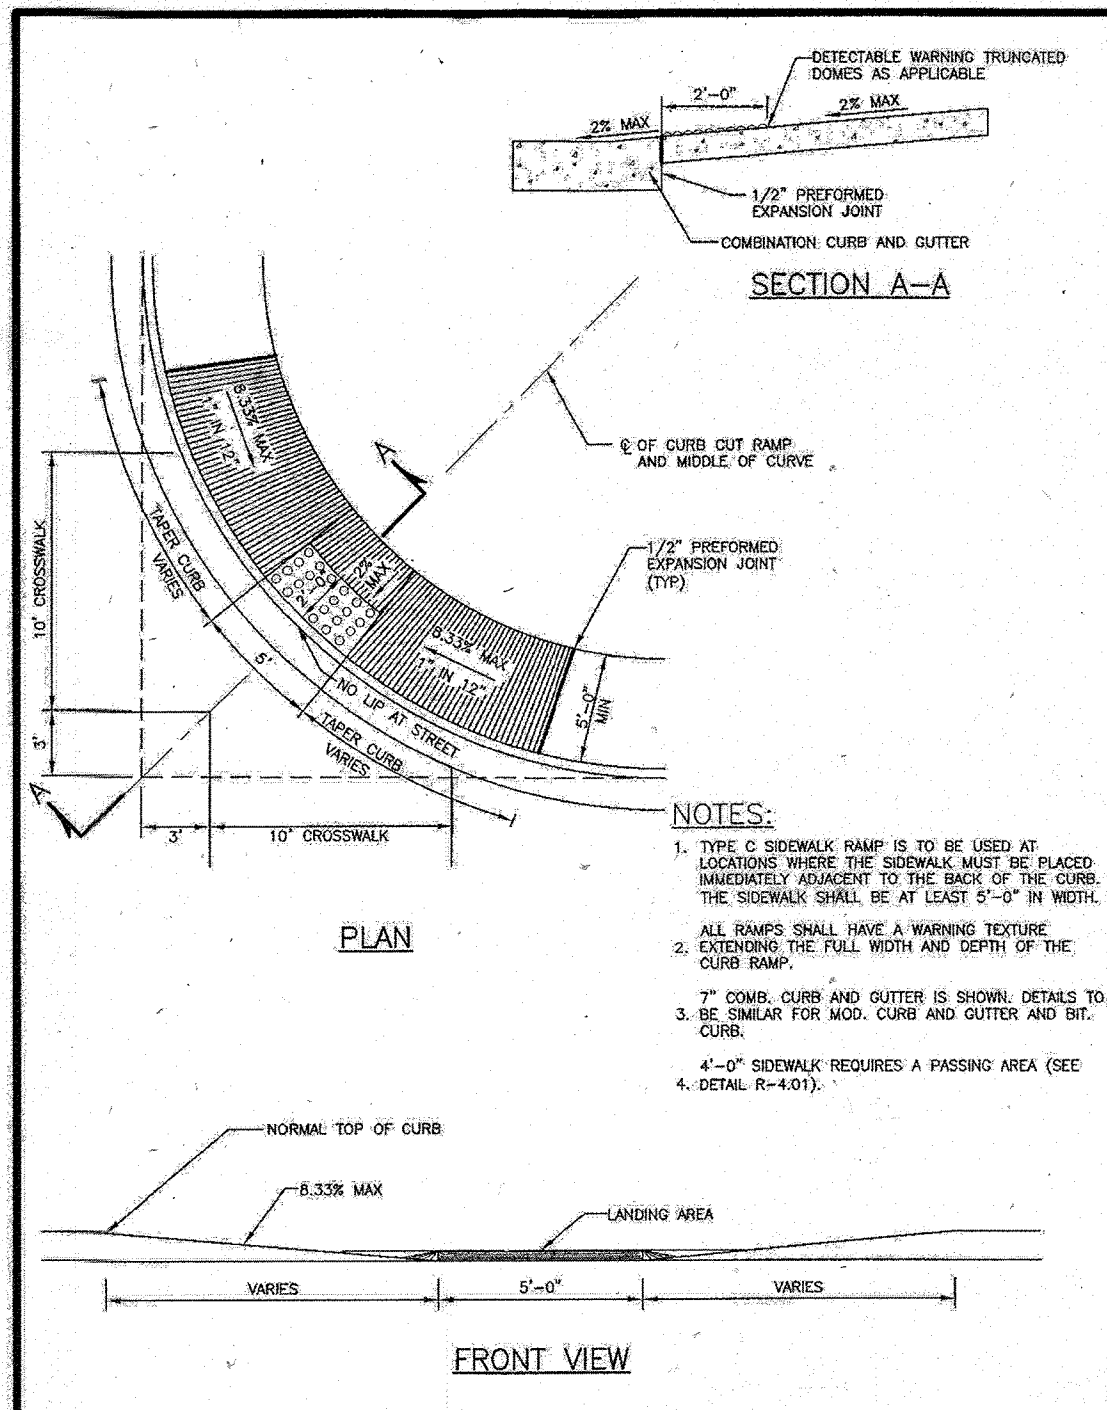 DETECTABLE WARNING TRUNCATED
DOMES AS APPLICABLE
2'-0"
2% MAX
2% MAX
1/2" PREFORMED
EXPANSION JOINT
COMBINATION CURB AND GUTTER
SECTION A-A
8.33% MAX
1" IN 12"
A
℄ OF CURB CUT RAMP
AND MIDDLE OF CURVE
10' CROSSWALK
TAPER CURB
VARIES
2'-0"
2%
MAX
1/2" PREFORMED
EXPANSION JOINT
(TYP)
8.33% MAX
1" IN 12"
5'
NO LIP AT STREET
5'-0"
MIN
TAPER CURB
VARIES
3'
A
3'
10' CROSSWALK
PLAN
NOTES:
1. TYPE C SIDEWALK RAMP IS TO BE USED AT
LOCATIONS WHERE THE SIDEWALK MUST BE PLACED
IMMEDIATELY ADJACENT TO THE BACK OF THE CURB.
THE SIDEWALK SHALL BE AT LEAST 5'-0" IN WIDTH.
ALL RAMPS SHALL HAVE A WARNING TEXTURE
2. EXTENDING THE FULL WIDTH AND DEPTH OF THE
CURB RAMP.
7" COMB. CURB AND GUTTER IS SHOWN. DETAILS TO
3. BE SIMILAR FOR MOD. CURB AND GUTTER AND BIT.
CURB.
4'-0" SIDEWALK REQUIRES A PASSING AREA (SEE
4. DETAIL R-4.01).
NORMAL TOP OF CURB
8.33% MAX
LANDING AREA
VARIES
5'-0"
VARIES
FRONT VIEW